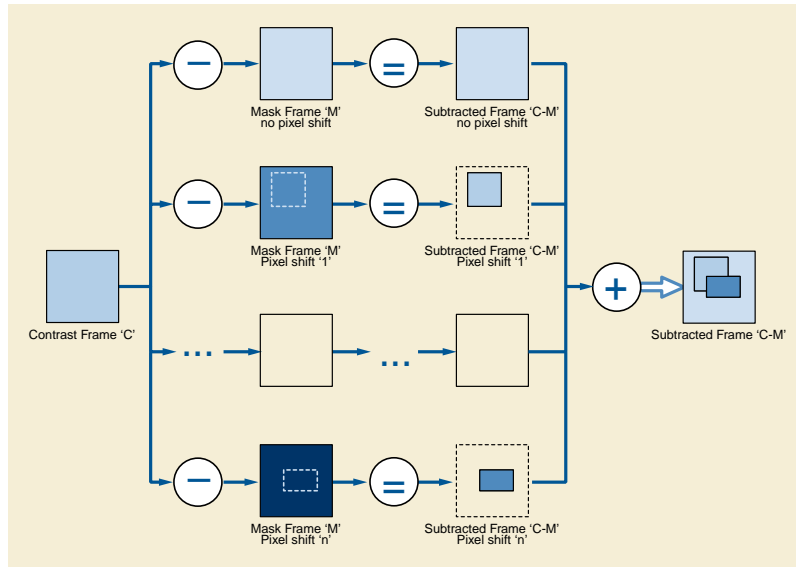 Mask Frame ‘M’
no pixel shift
Subtracted Frame ‘C-M’
no pixel shift
Mask Frame ‘M’
Pixel shift ‘1’
Subtracted Frame ‘C-M’
Pixel shift ‘1’
Contrast Frame ‘C’
Subtracted Frame ‘C-M’
...
...
Mask Frame ‘M’
Pixel shift ‘n’
Subtracted Frame ‘C-M’
Pixel shift ‘n’